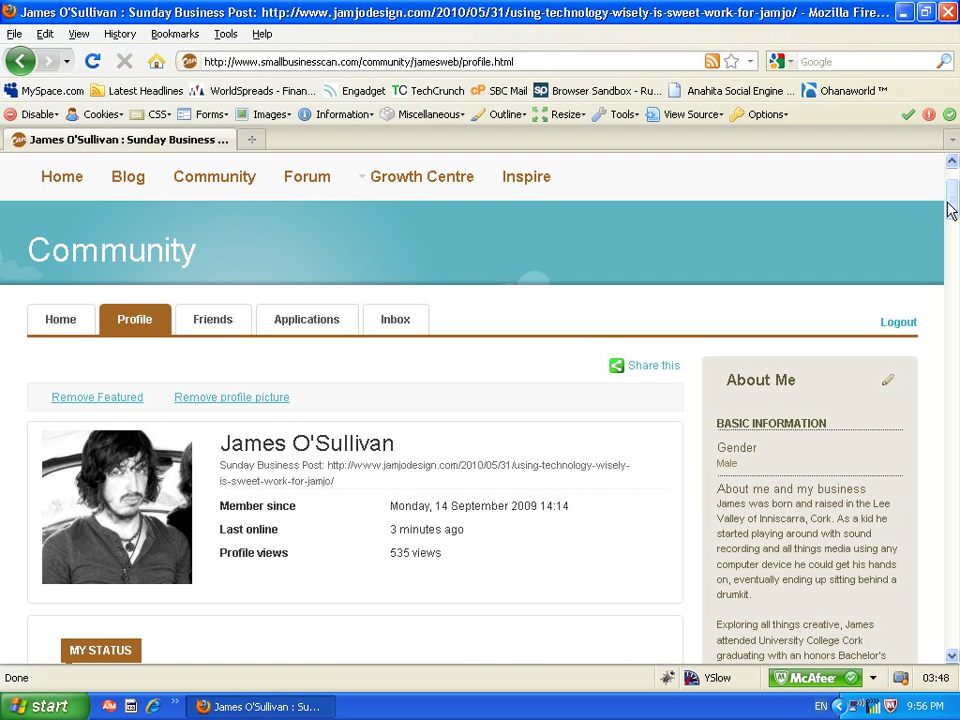 James O'Sullivan : Sunday Business Post: http://www.jamjodesign.com/2010/05/31/using-technology-wisely-is-sweet-work-for-jamjo/ - Mozilla Fire...
File Edit View History Bookmarks Tools Help
http://www.smallbusinesscan.com/community/jamesweb/profile.html
Google
MySpace.com Latest Headlines WorldSpreads - Finan... Engadget TC TechCrunch cP SBC Mail sp Browser Sandbox - Ru... Anahita Social Engine ... Ohanaworld ™
Disable Cookies CSS Forms Images Information Miscellaneous Outline Resize Tools View Source Options
James O'Sullivan : Sunday Business ...
Home Blog Community Forum Growth Centre Inspire
Community
Home Profile Friends Applications Inbox
Logout
Share this
Remove Featured Remove profile picture
James O'Sullivan
Sunday Business Post: http://www.jamjodesign.com/2010/05/31/using-technology-wisely-
is-sweet-work-for-jamjo/
Member since Monday, 14 September 2009 14:14
Last online 3 minutes ago
Profile views 535 views
MY STATUS
About Me
BASIC INFORMATION
Gender
Male
About me and my business
James was born and raised in the Lee
Valley of Inniscarra, Cork. As a kid he
started playing around with sound
recording and all things media using any
computer device he could get his hands
on, eventually ending up sitting behind a
drumkit.
Exploring all things creative, James
attended University College Cork
graduating with an honors Bachelor's
Done
YSlow
McAfee
03:48
start
James O'Sullivan : Su...
EN
9:56 PM